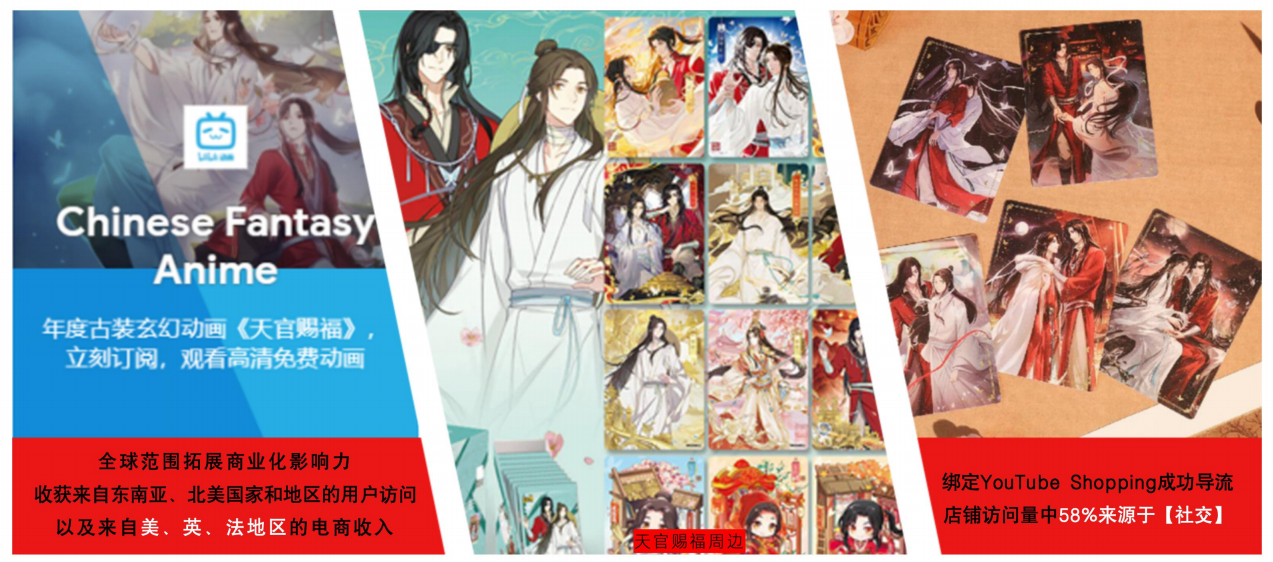 Chinese Fantasy
Anime
年度古装玄幻动画《天官赐福》，
立刻订阅，观看高清免费动画
全球范围拓展商业化影响力
收获来自东南亚、北美国家和地区的用户访问
以及来自美、英、法地区的电商收入
天官赐福周边
绑定YouTube Shopping成功导流
店铺访问量中58%来源于【社交】